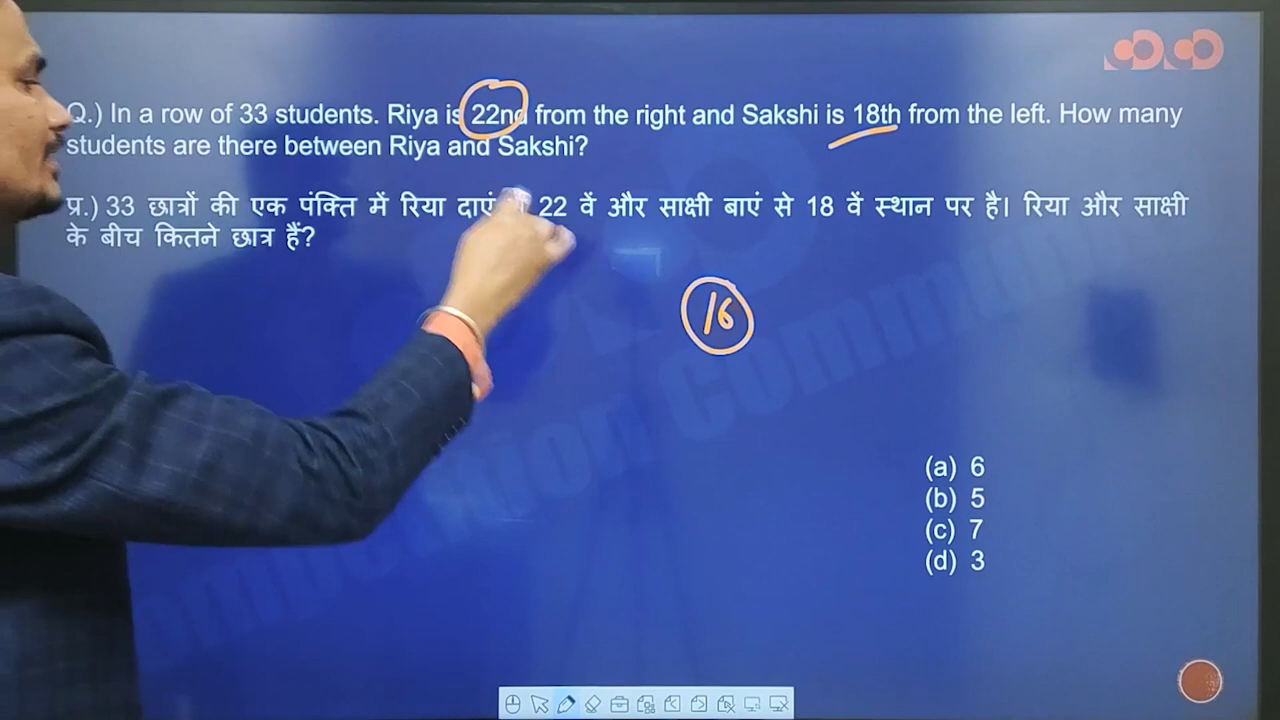 Q.) In a row of 33 students. Riya is 22nd from the right and Sakshi is 18th from the left. How many
students are there between Riya and Sakshi?
प्र.) 33 छात्रों की एक पंक्ति में रिया दाएं 22 वें और साक्षी बाएं से 18 वें स्थान पर है। रिया और साक्षी
के बीच कितने छात्र हैं?
16
(a) 6
(b) 5
(c) 7
(d) 3